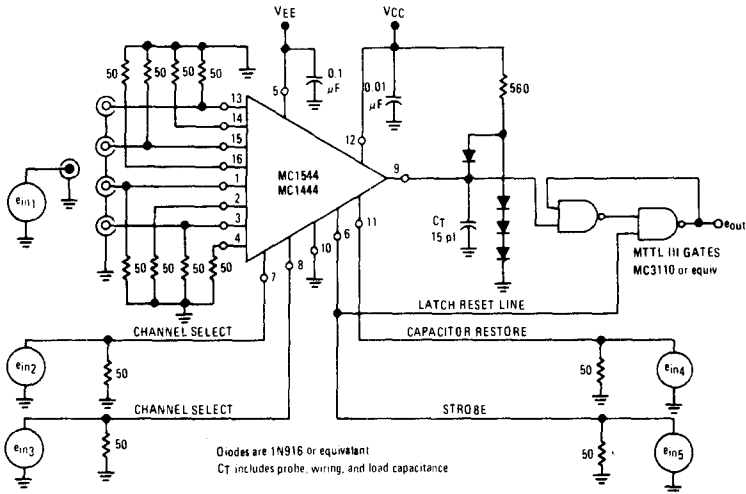 VEE
VCC
50
50
50
50
0.1
µF
0.01
µF
560
5
12
13
14
15
16
1
2
3
4
MC1544
MC1444
9
ein1
CT
15 pf
eout
MTTL III GATES
MC3110 or equiv
10
6
11
50
50
50
50
7
8
LATCH RESET LINE
CHANNEL SELECT
CAPACITOR RESTORE
ein2
50
50
ein4
CHANNEL SELECT
STROBE
ein3
50
50
ein5
Diodes are 1N916 or equivalent
CT includes probe, wiring, and load capacitance